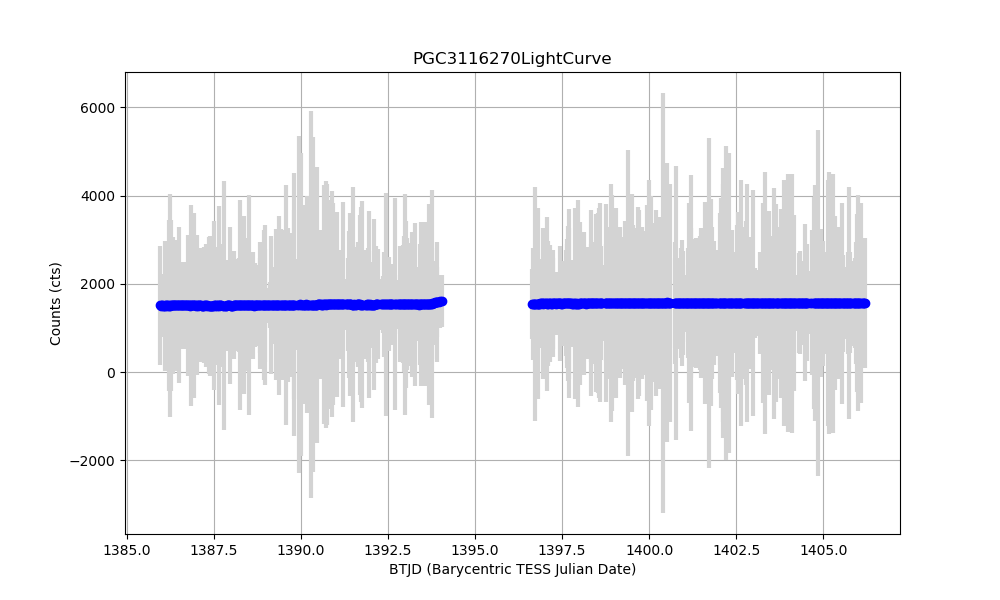 PGC3116270LightCurve
Counts (cts)
6000
4000
2000
0
−2000
1385.0 1387.5 1390.0 1392.5 1395.0 1397.5 1400.0 1402.5 1405.0
BTJD (Barycentric TESS Julian Date)